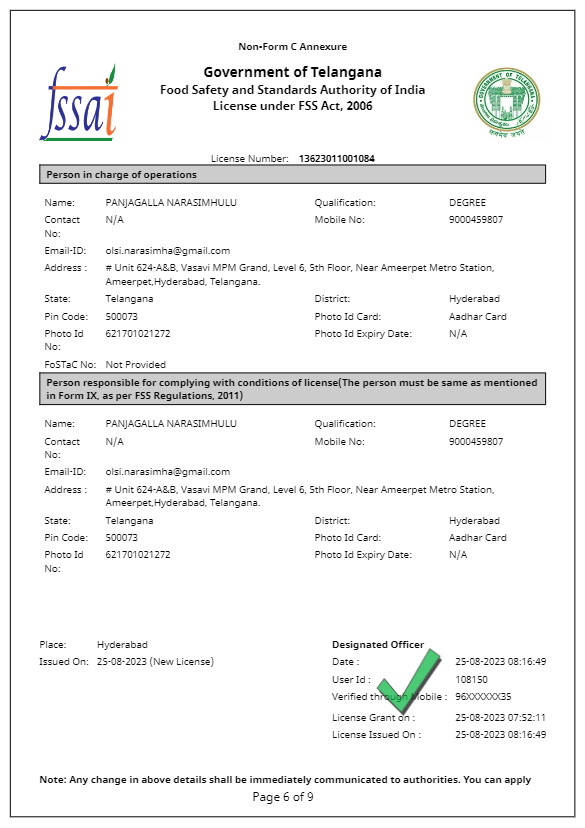 Non-Form C Annexure
Government of Telangana
Food Safety and Standards Authority of India
License under FSS Act, 2006
fssai
License Number: 13623011001084
Person in charge of operations
Name: PANJAGALLA NARASIMHULU Qualification: DEGREE
Contact No: N/A Mobile No: 9000459807
Email-ID: olsi.narasimha@gmail.com
Address : # Unit 624-A&B, Vasavi MPM Grand, Level 6, 5th Floor, Near Ameerpet Metro Station,
Ameerpet,Hyderabad, Telangana.
State: Telangana District: Hyderabad
Pin Code: 500073 Photo Id Card: Aadhar Card
Photo Id No: 621701021272 Photo Id Expiry Date: N/A
FoSTaC No: Not Provided
Person responsible for complying with conditions of license(The person must be same as mentioned
in Form IX, as per FSS Regulations, 2011)
Name: PANJAGALLA NARASIMHULU Qualification: DEGREE
Contact No: N/A Mobile No: 9000459807
Email-ID: olsi.narasimha@gmail.com
Address : # Unit 624-A&B, Vasavi MPM Grand, Level 6, 5th Floor, Near Ameerpet Metro Station,
Ameerpet,Hyderabad, Telangana.
State: Telangana District: Hyderabad
Pin Code: 500073 Photo Id Card: Aadhar Card
Photo Id No: 621701021272 Photo Id Expiry Date: N/A
Place: Hyderabad Designated Officer
Issued On: 25-08-2023 (New License) Date : 25-08-2023 08:16:49
User Id : 108150
Verified through Mobile : 96XXXXXX35
License Grant on : 25-08-2023 07:52:11
License Issued On : 25-08-2023 08:16:49
Note: Any change in above details shall be immediately communicated to authorities. You can apply
Page 6 of 9